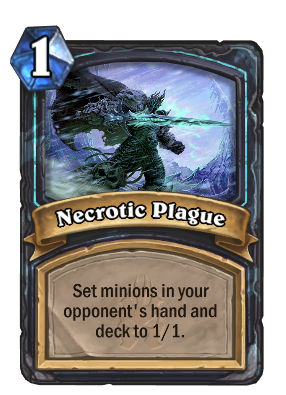 1
Necrotic Plague
Set minions in your
opponent's hand and
deck to 1/1.